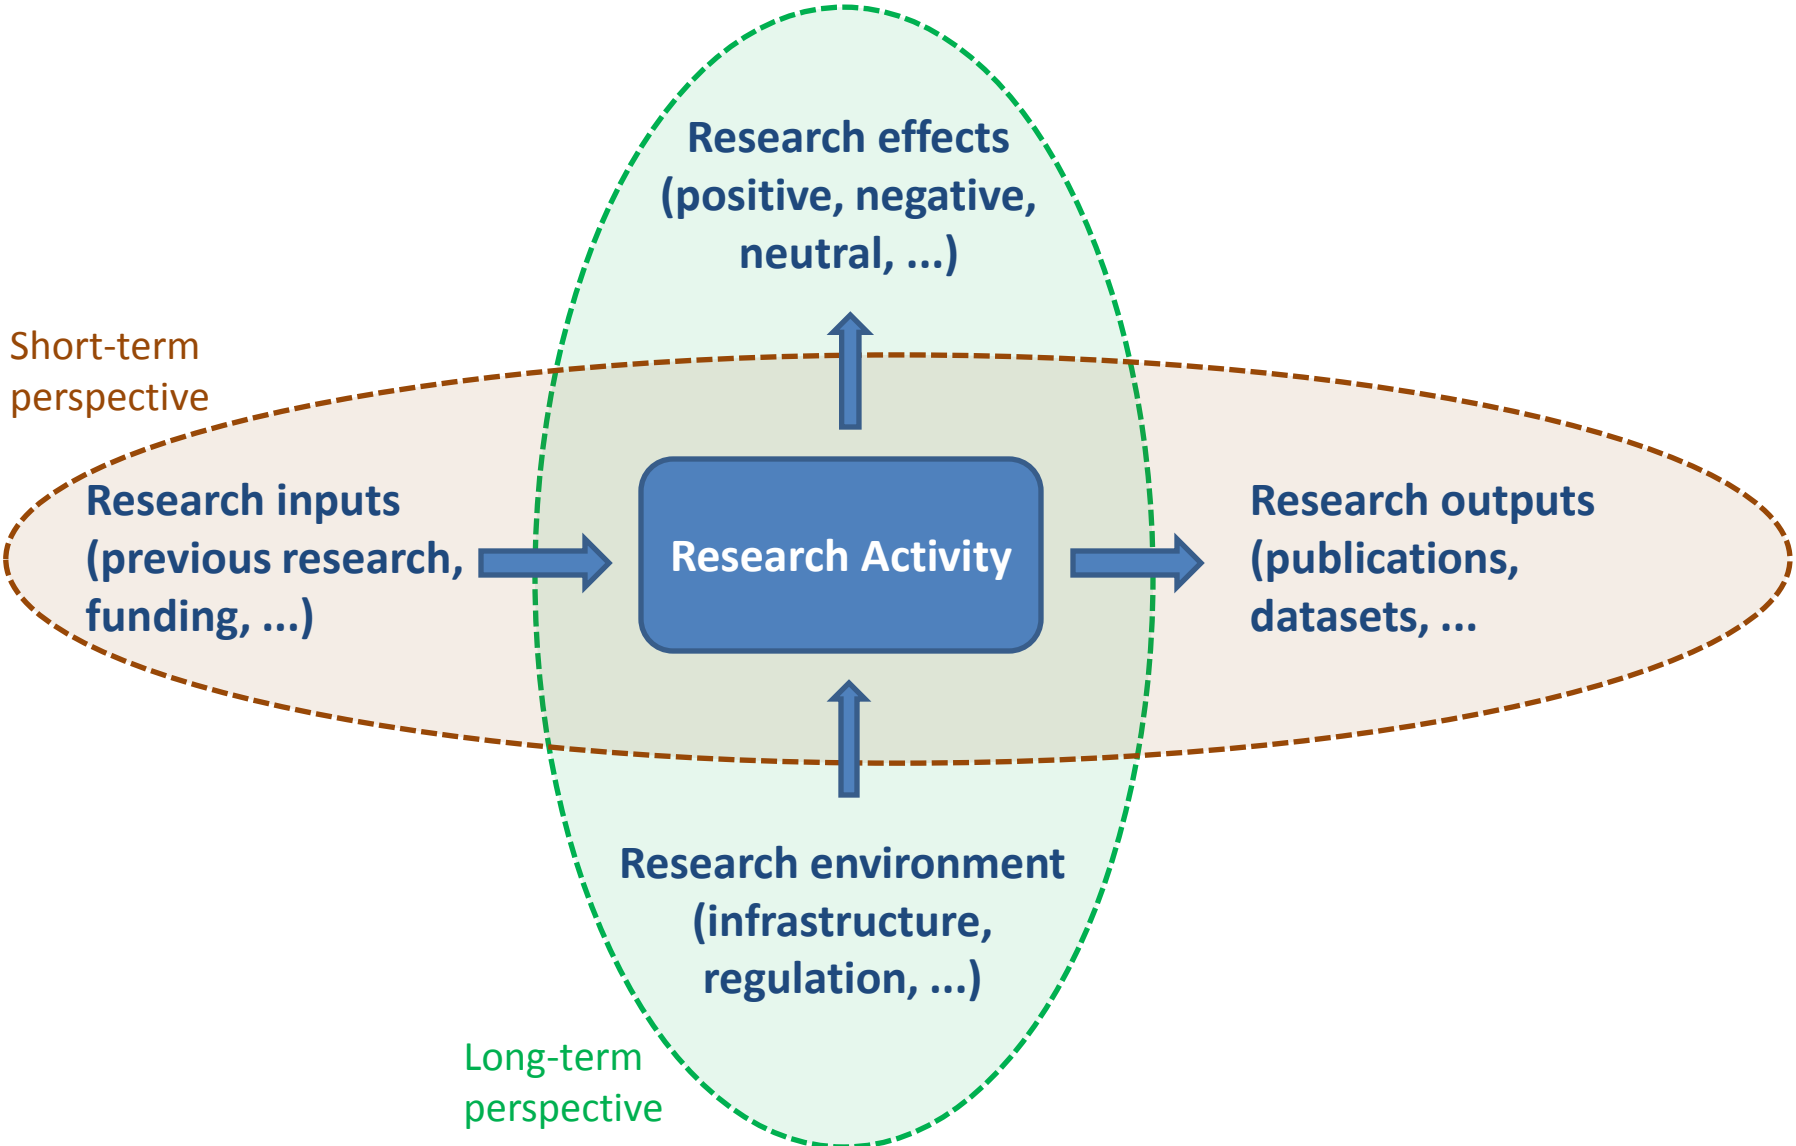 Research effects
(positive, negative,
neutral, ...)
Short-term
perspective
Research inputs
(previous research,
funding, ...)
Research Activity
Research outputs
(publications,
datasets, ...
Research environment
(infrastructure,
regulation, ...)
Long-term
perspective